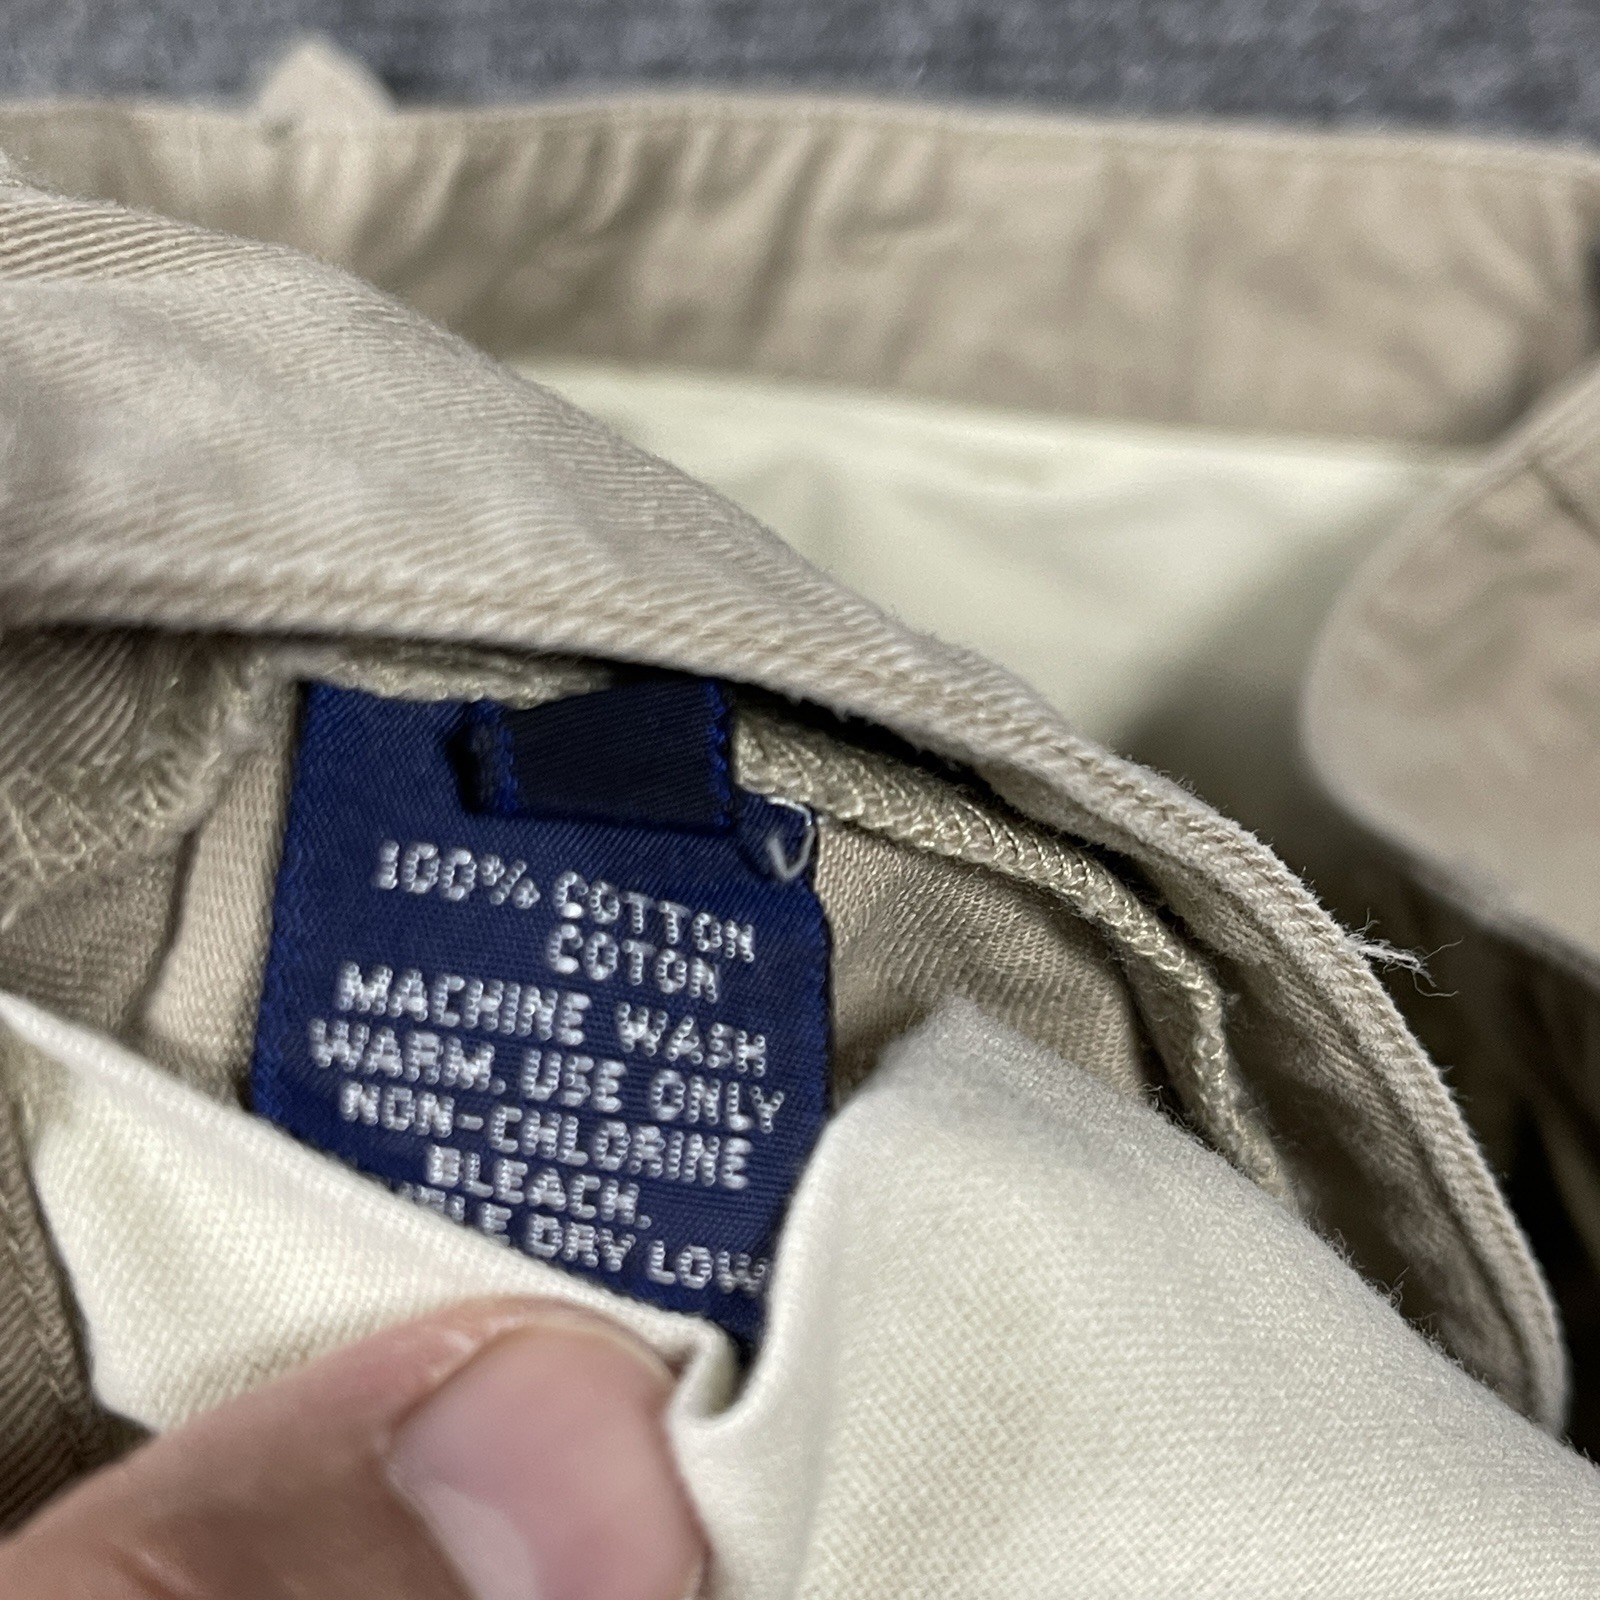 100% COTTON
COTON
MACHINE WASH
WARM. USE ONLY
NON-CHLORINE
BLEACH.
DRY LOW